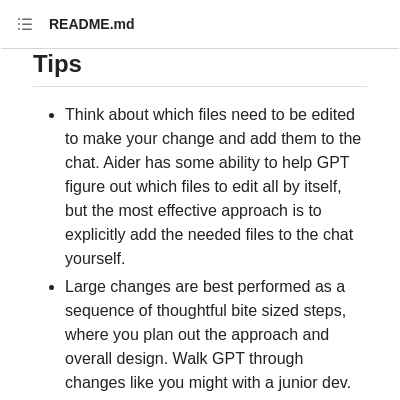 README.md
Tips
Think about which files need to be edited
to make your change and add them to the
chat. Aider has some ability to help GPT
figure out which files to edit all by itself,
but the most effective approach is to
explicitly add the needed files to the chat
yourself.
Large changes are best performed as a
sequence of thoughtful bite sized steps,
where you plan out the approach and
overall design. Walk GPT through
changes like you might with a junior dev.